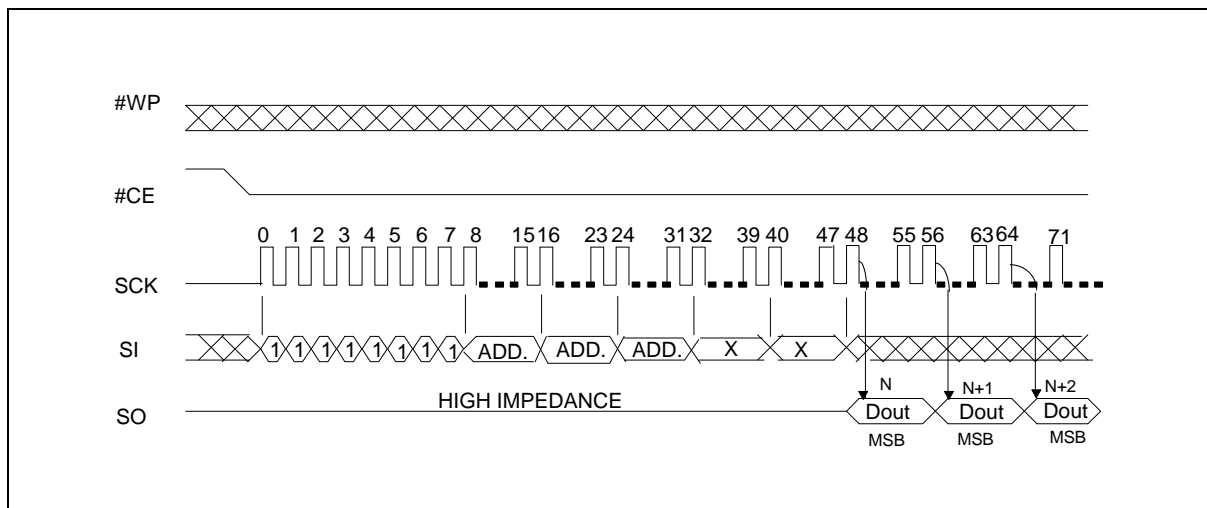 #WP
#CE
0 1 2 3 4 5 6 7 8 15 16 23 24 31 32 39 40 47 48 55 56 63 64 71
SCK
SI 1 1 1 1 1 1 1 1 ADD. ADD. ADD. X X
N N+1 N+2
SO HIGH IMPEDANCE Dout Dout Dout
MSB MSB MSB